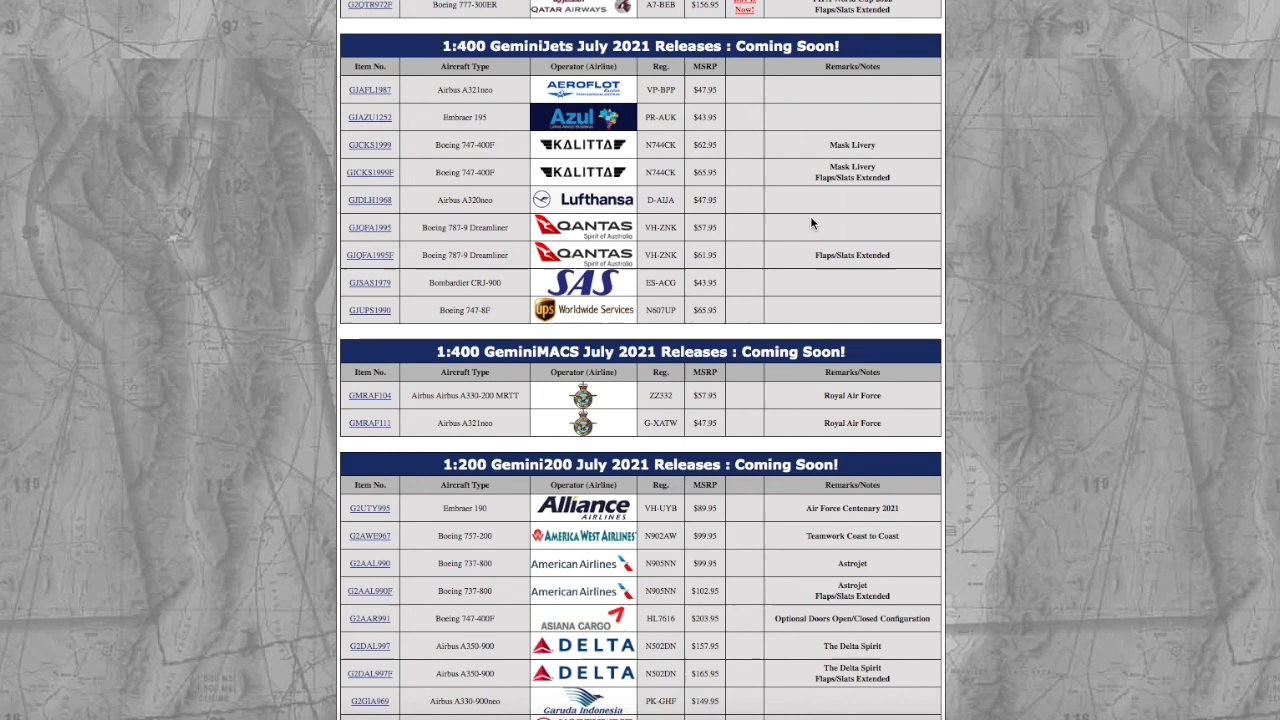 G2QTR972F Boeing 777-300ER QATAR AIRWAYS A7-BEB $156.95 Buy It Now! FIFA World Cup 2022 Flaps/Slats Extended
1:400 GeminiJets July 2021 Releases : Coming Soon!
Item No. Aircraft Type Operator (Airline) Reg. MSRP Remarks/Notes
GJAFL1987 Airbus A321neo AEROFLOT VP-BPP $47.95
GJAZU1252 Embraer 195 Azul PR-AUK $43.95
GJCKS1999 Boeing 747-400F KALITTA N744CK $62.95 Mask Livery
GJCKS1999F Boeing 747-400F KALITTA N744CK $65.95 Mask Livery
Flaps/Slats Extended
GJDLH1968 Airbus A320neo Lufthansa D-AIJA $47.95
GJQFA1995 Boeing 787-9 Dreamliner QANTAS Spirit of Australia VH-ZNK $57.95
GJQFA1995F Boeing 787-9 Dreamliner QANTAS Spirit of Australia VH-ZNK $61.95 Flaps/Slats Extended
GJSAS1979 Bombardier CRJ-900 SAS ES-ACG $43.95
GJUPS1990 Boeing 747-8F ups Worldwide Services N607UP $65.95
1:400 GeminiMACS July 2021 Releases : Coming Soon!
Item No. Aircraft Type Operator (Airline) Reg. MSRP Remarks/Notes
GMRAF104 Airbus Airbus A330-200 MRTT ZZ332 $57.95 Royal Air Force
GMRAF111 Airbus A321neo G-XATW $47.95 Royal Air Force
1:200 Gemini200 July 2021 Releases : Coming Soon!
Item No. Aircraft Type Operator (Airline) Reg. MSRP Remarks/Notes
G2UTY995 Embraer 190 Alliance AIRLINES VH-UYB $89.95 Air Force Centenary 2021
G2AWE967 Boeing 757-200 AMERICA WEST AIRLINES N902AW $99.95 Teamwork Coast to Coast
G2AAL990 Boeing 737-800 American Airlines N905NN $99.95 Astrojet
G2AAL990F Boeing 737-800 American Airlines N905NN $102.95 Astrojet
Flaps/Slats Extended
G2AAR991 Boeing 747-400F ASIANA CARGO HL7616 $203.95 Optional Doors Open/Closed Configuration
G2DAL997 Airbus A350-900 DELTA N502DN $157.95 The Delta Spirit
G2DAL997F Airbus A350-900 DELTA N502DN $165.95 The Delta Spirit
Flaps/Slats Extended
G2GIA969 Airbus A330-900neo Garuda Indonesia PK-GHF $149.95